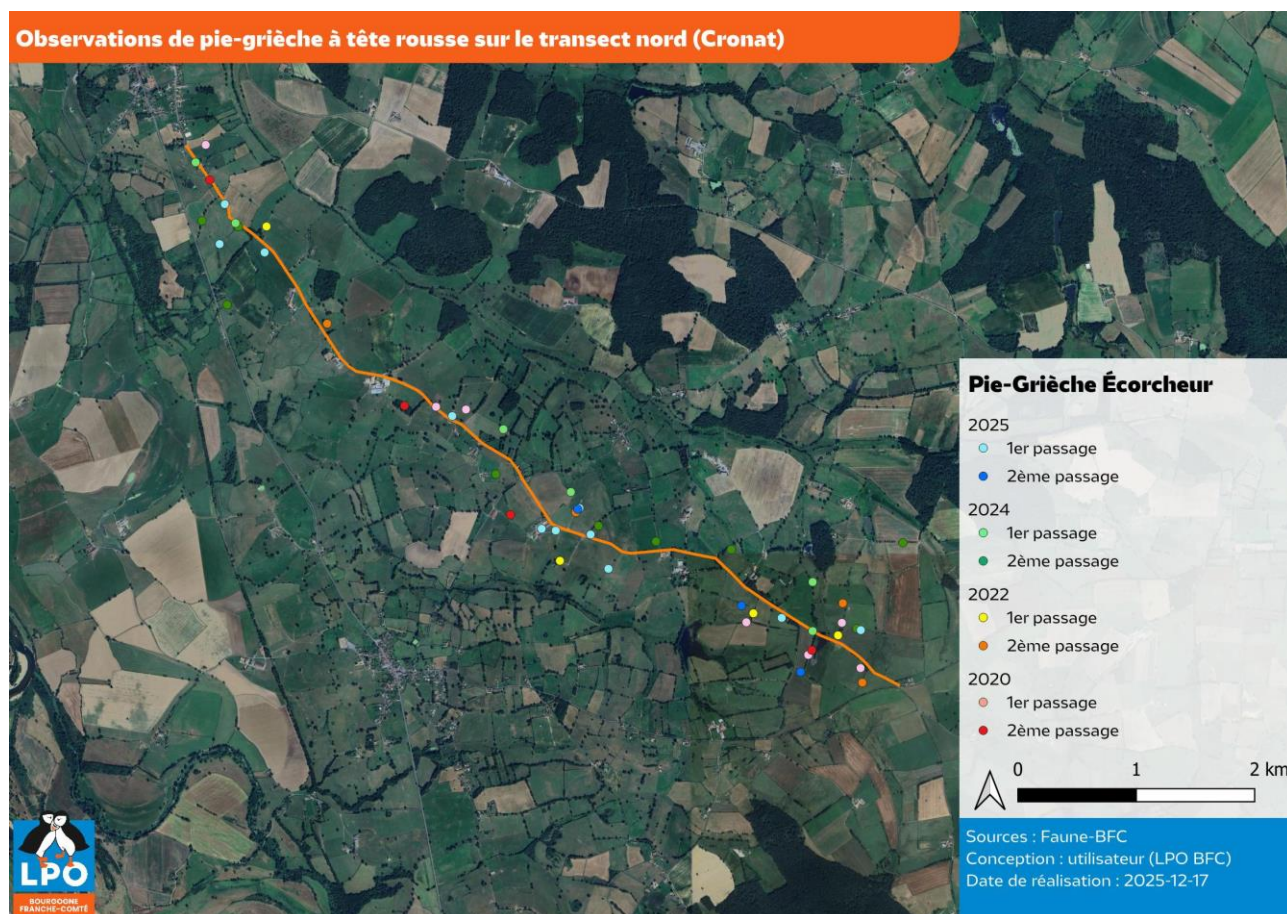 Observations de pie-grièche à tête rousse sur le transect nord (Cronat)
Pie-Grièche Écorcheur
2025
1er passage
2ème passage
2024
1er passage
2ème passage
2022
1er passage
2ème passage
2020
1er passage
2ème passage
0 1 2 km
Sources : Faune-BFC
Conception : utilisateur (LPO BFC)
Date de réalisation : 2025-12-17
LPO
BOURGOGNE
FRANCHE-COMTÉ